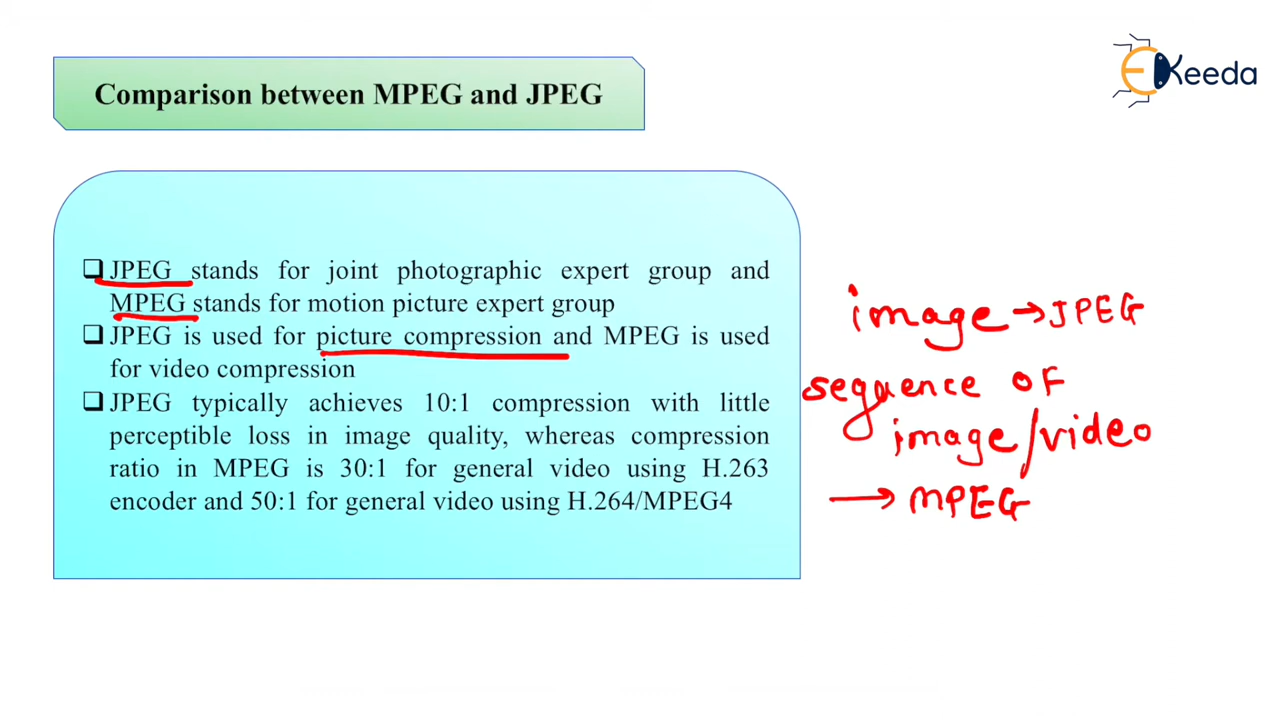 Comparison between MPEG and JPEG
EKeeda
❑ JPEG stands for joint photographic expert group and
MPEG stands for motion picture expert group
❑ JPEG is used for picture compression and MPEG is used
for video compression
❑ JPEG typically achieves 10:1 compression with little
perceptible loss in image quality, whereas compression
ratio in MPEG is 30:1 for general video using H.263
encoder and 50:1 for general video using H.264/MPEG4
image → JPEG
sequence of
image/video
→ MPEG